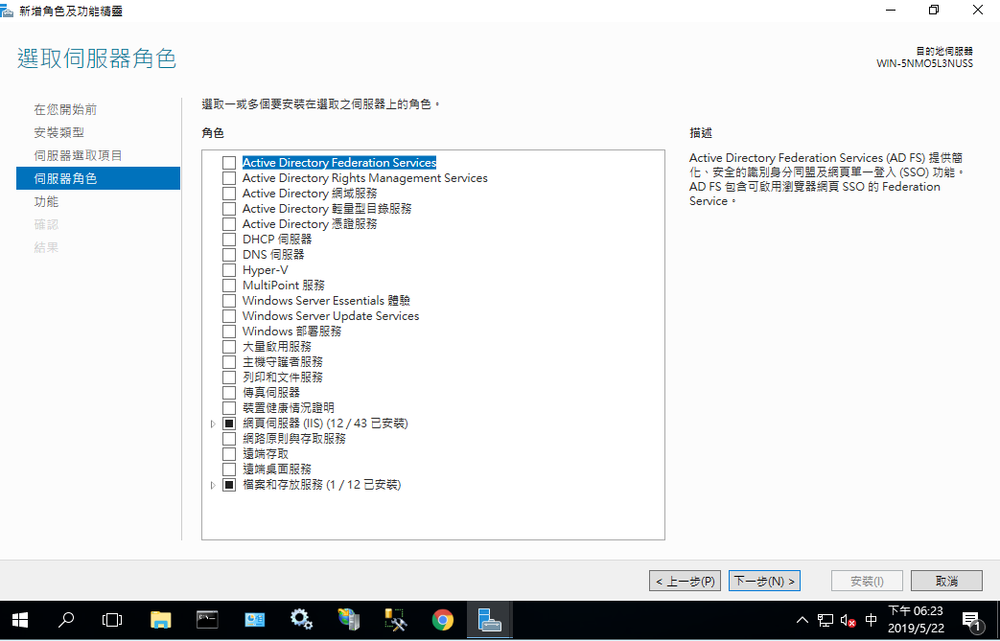 新增角色及功能精靈
選取伺服器角色
目的地伺服器
WIN-5NMO5L3NUSS
在您開始前
安裝類型
伺服器選取項目
伺服器角色
功能
確認
結果
選取一或多個要安裝在選取之伺服器上的角色。
角色
Active Directory Federation Services
Active Directory Rights Management Services
Active Directory 網域服務
Active Directory 輕量型目錄服務
Active Directory 憑證服務
DHCP 伺服器
DNS 伺服器
Hyper-V
MultiPoint 服務
Windows Server Essentials 體驗
Windows Server Update Services
Windows 部署服務
大量啟用服務
主機守護者服務
列印和文件服務
傳真伺服器
裝置健康情況證明
網頁伺服器 (IIS) (12 / 43 已安裝)
網路原則與存取服務
遠端存取
遠端桌面服務
檔案和存放服務 (1 / 12 已安裝)
描述
Active Directory Federation Services (AD FS) 提供簡
化、安全的識別身分同盟及網頁單一登入 (SSO) 功能。
AD FS 包含可啟用瀏覽器網頁 SSO 的 Federation
Service。
< 上一步(P)
下一步(N) >
安裝(I)
取消
中
下午 06:23
2019/5/22
1